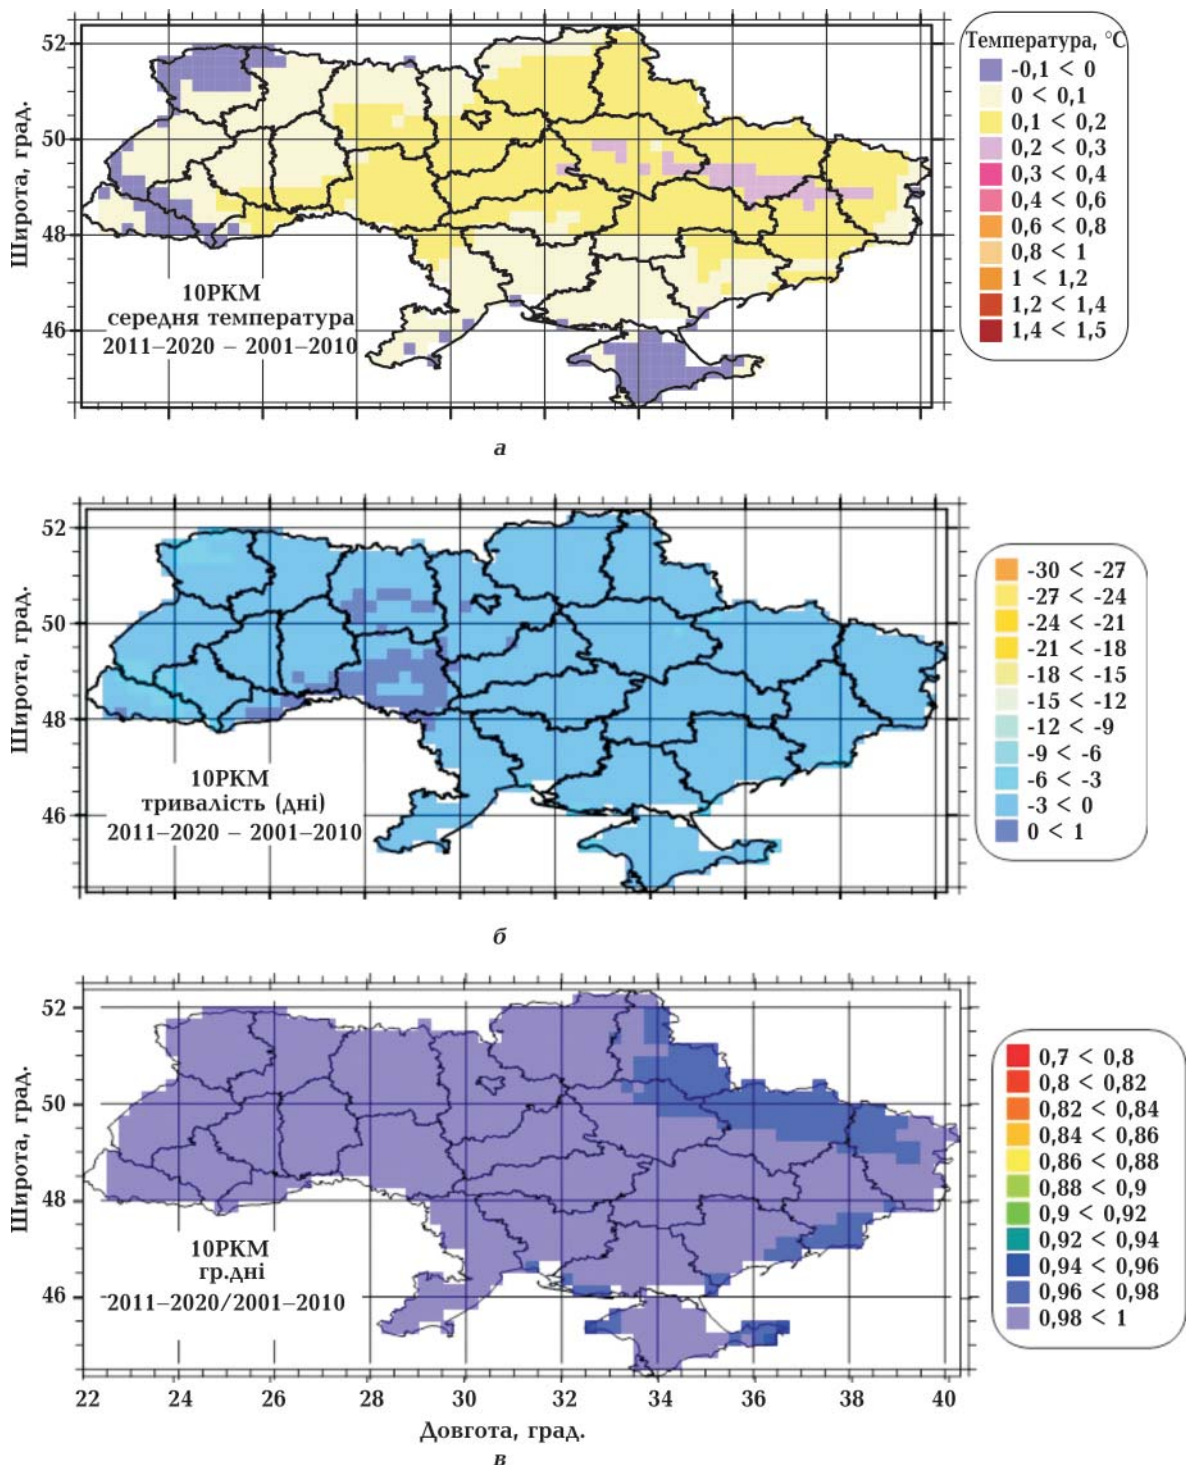 52
50
48
46
Широта, град.
10РКМ
середня температура
2011–2020 – 2001–2010
Температура, °C
-0,1 < 0
0 < 0,1
0,1 < 0,2
0,2 < 0,3
0,3 < 0,4
0,4 < 0,6
0,6 < 0,8
0,8 < 1
1 < 1,2
1,2 < 1,4
1,4 < 1,5
а
52
50
48
46
Широта, град.
10РКМ
тривалість (дні)
2011–2020 – 2001–2010
-30 < -27
-27 < -24
-24 < -21
-21 < -18
-18 < -15
-15 < -12
-12 < -9
-9 < -6
-6 < -3
-3 < 0
0 < 1
б
52
50
48
46
Широта, град.
10РКМ
гр.дні
2011–2020/2001–2010
0,7 < 0,8
0,8 < 0,82
0,82 < 0,84
0,84 < 0,86
0,86 < 0,88
0,88 < 0,9
0,9 < 0,92
0,92 < 0,94
0,94 < 0,96
0,96 < 0,98
0,98 < 1
22 24 26 28 30 32 34 36 38 40
Довгота, град.
в